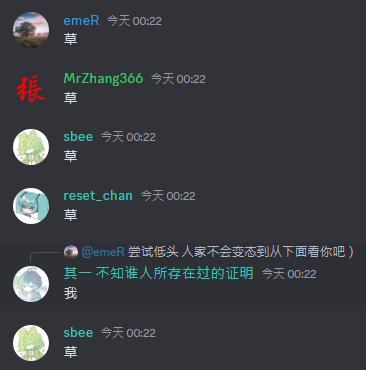 emeR 今天 00:22
草
張
MrZhang366 今天 00:22
草
sbee 今天 00:22
草
reset_chan 今天 00:22
草
@emeR 尝试低头 人家不会变态到从下面看你吧 )
其一 不知谁人所存在过的证明 今天 00:22
我
sbee 今天 00:22
草